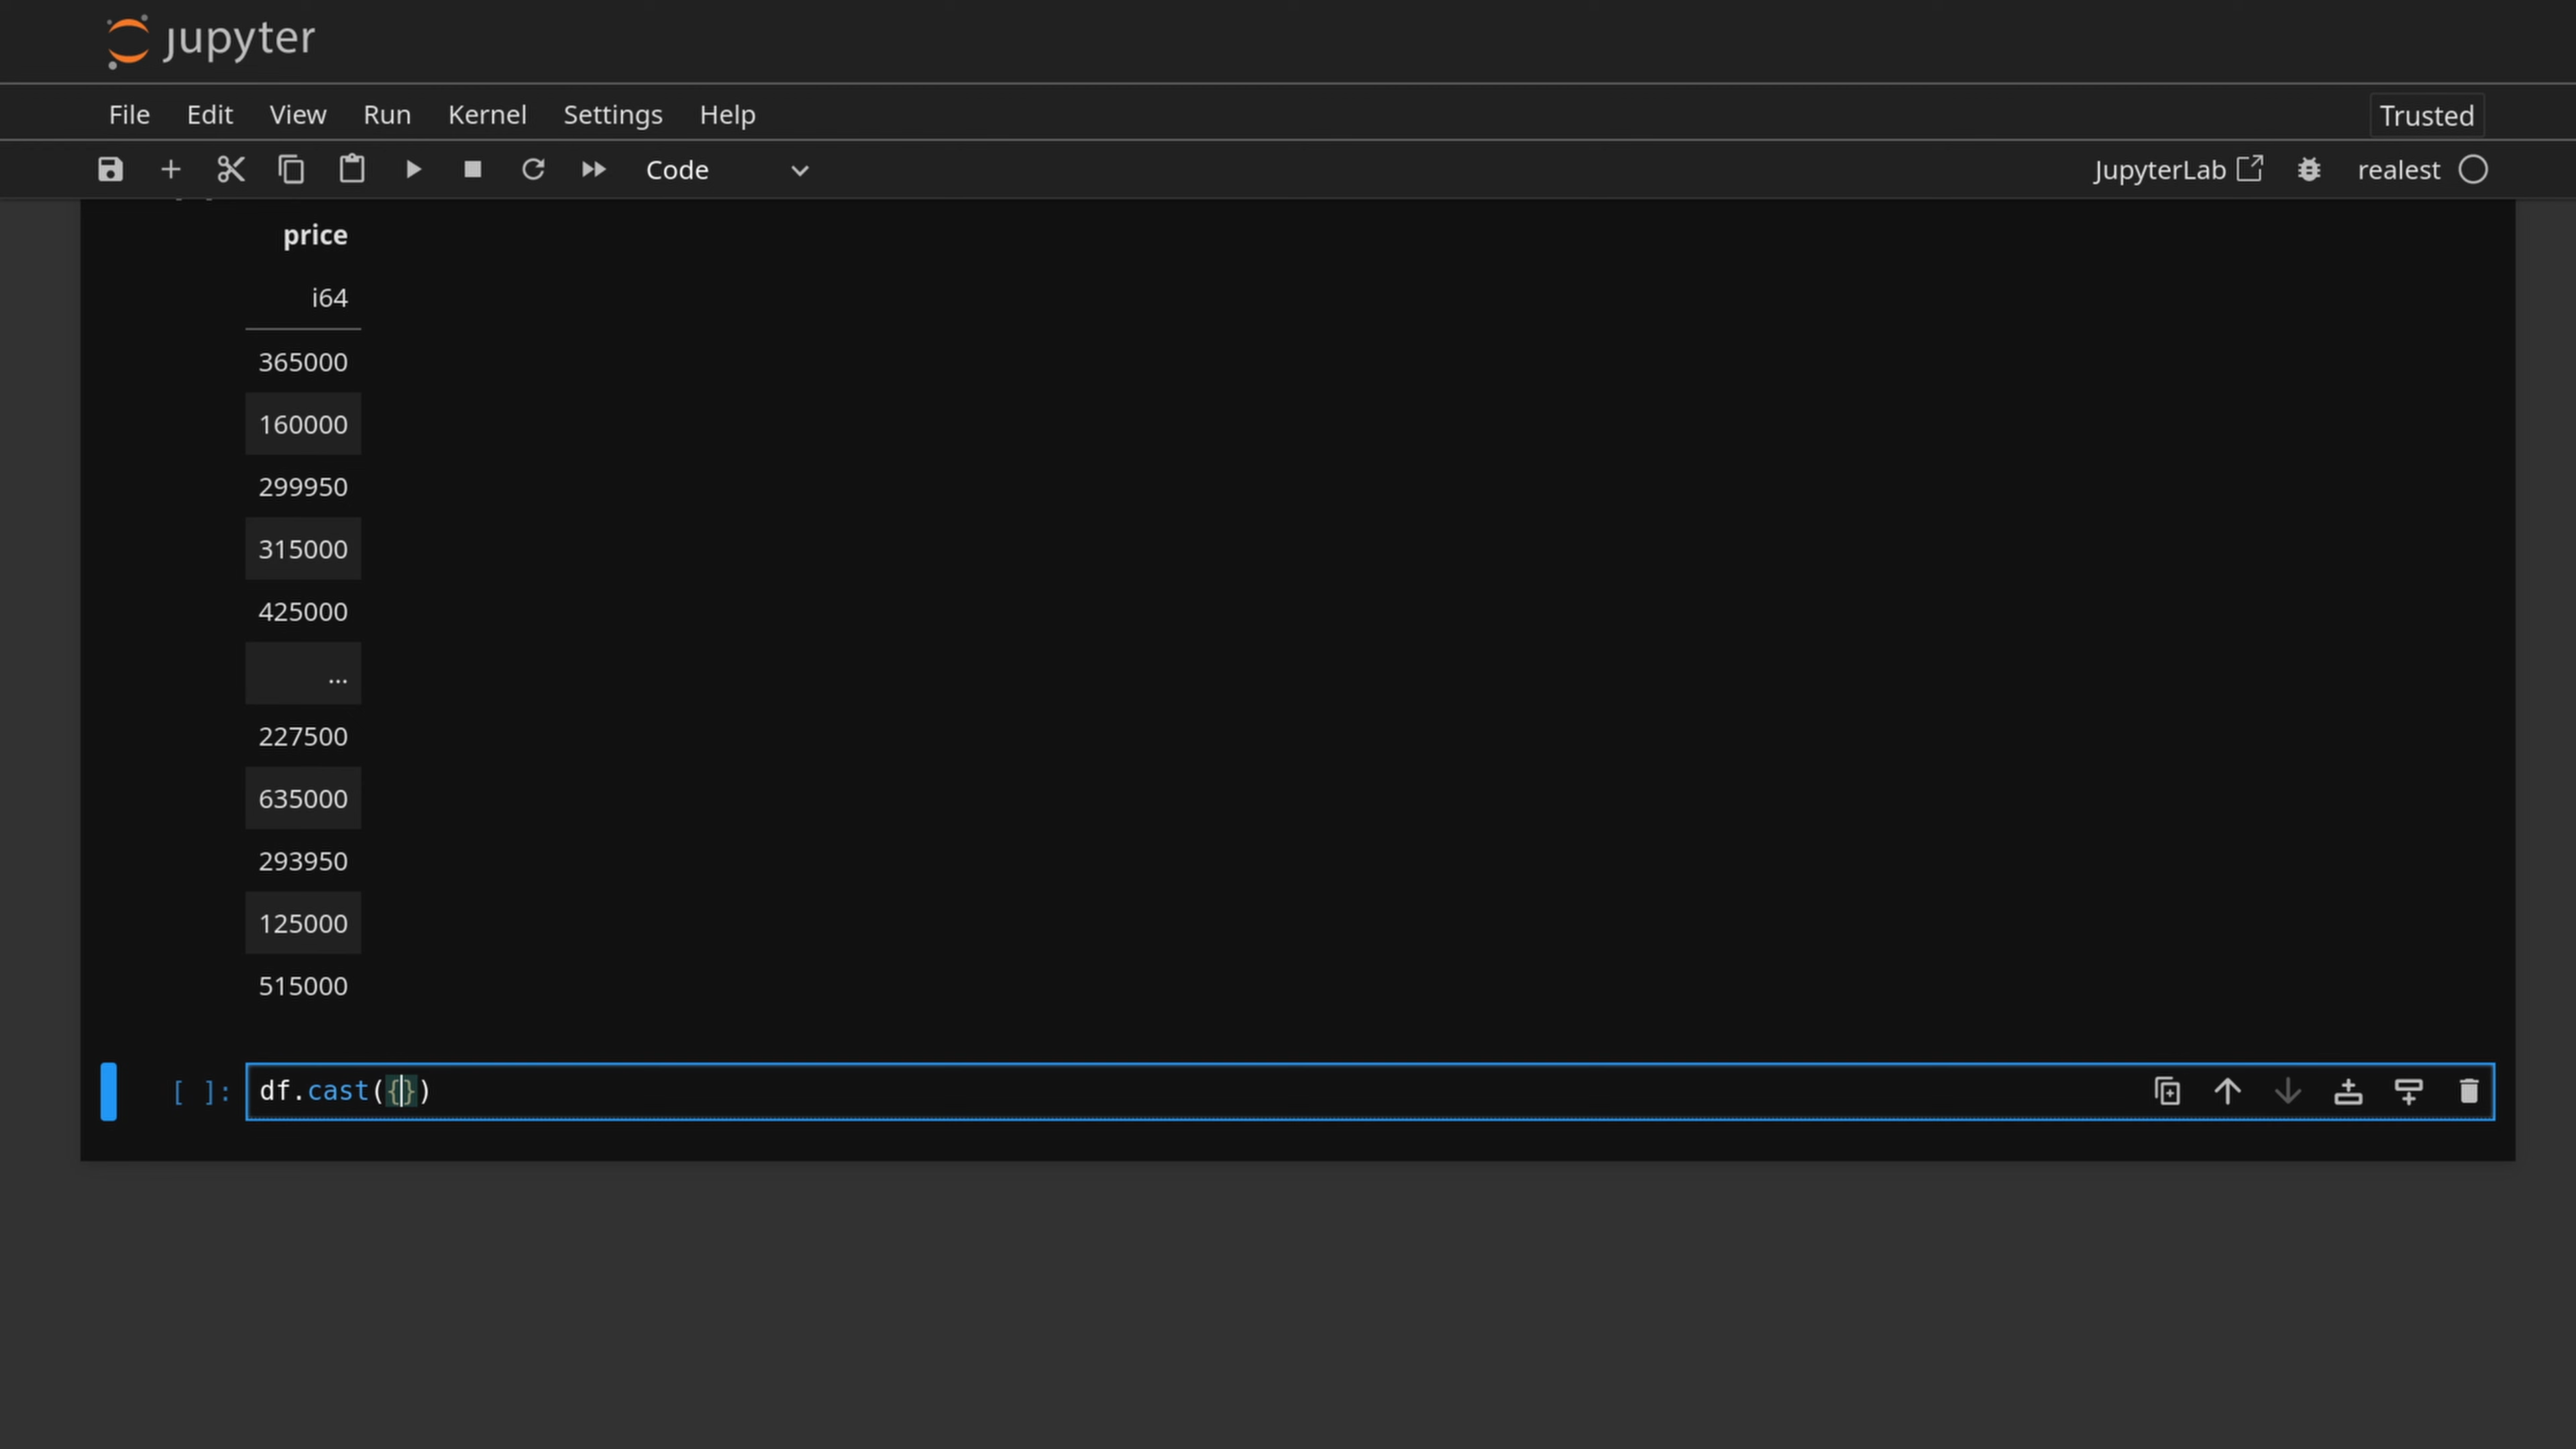 jupyter
File Edit View Run Kernel Settings Help Trusted
Code JupyterLab realest
price
i64
365000
160000
299950
315000
425000
...
227500
635000
293950
125000
515000
[ ]: df.cast({})